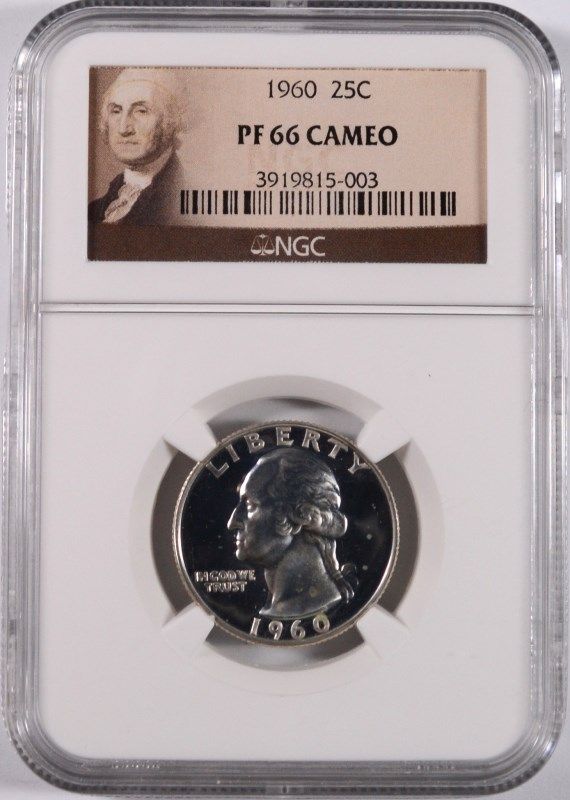 1960 25C
PF 66 CAMEO
3919815-003
NGC
LIBERTY
IN GOD WE
TRUST
1960